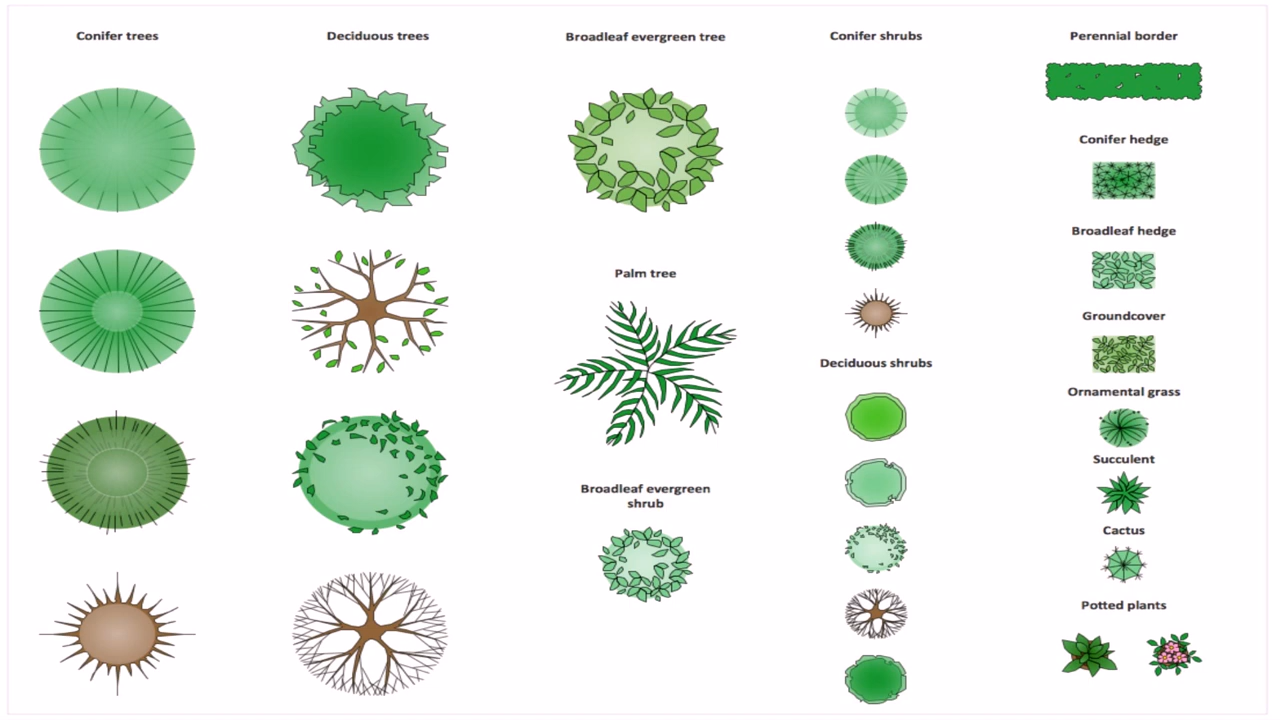 Conifer trees
Deciduous trees
Broadleaf evergreen tree
Palm tree
Broadleaf evergreen
shrub
Conifer shrubs
Deciduous shrubs
Perennial border
Conifer hedge
Broadleaf hedge
Groundcover
Ornamental grass
Succulent
Cactus
Potted plants